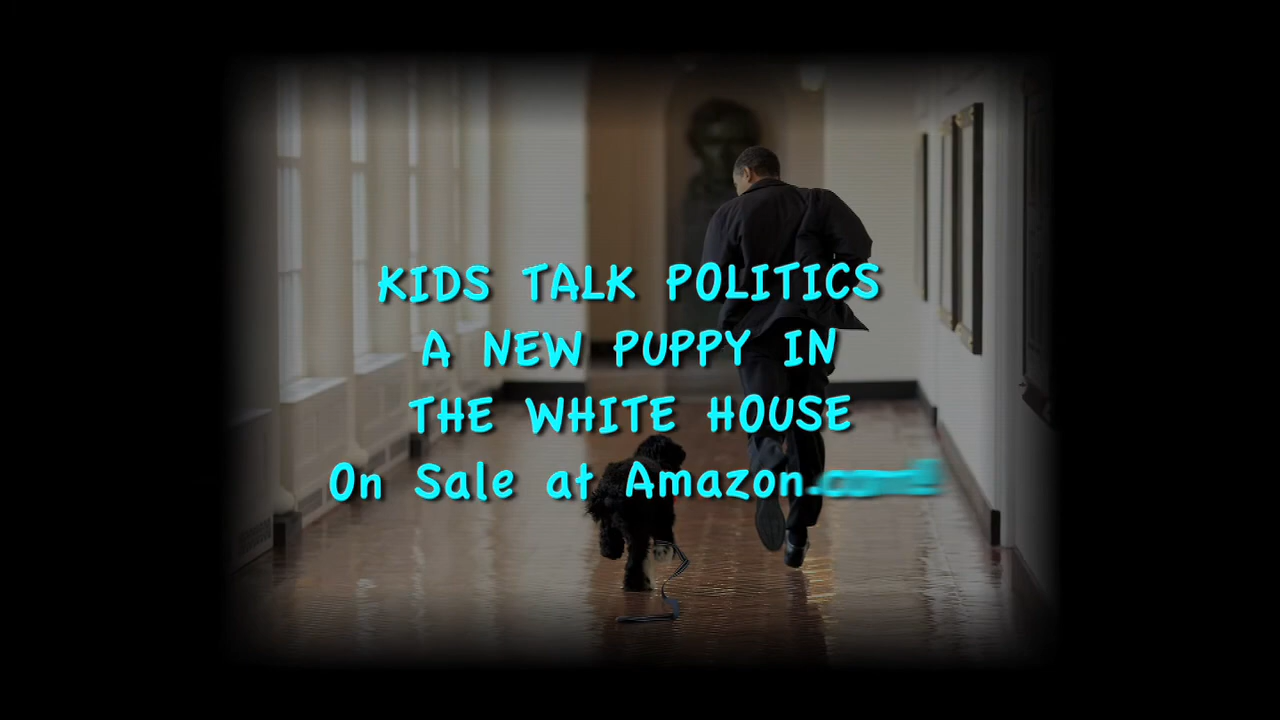 KIDS TALK POLITICS
A NEW PUPPY IN
THE WHITE HOUSE
On Sale at Amazon